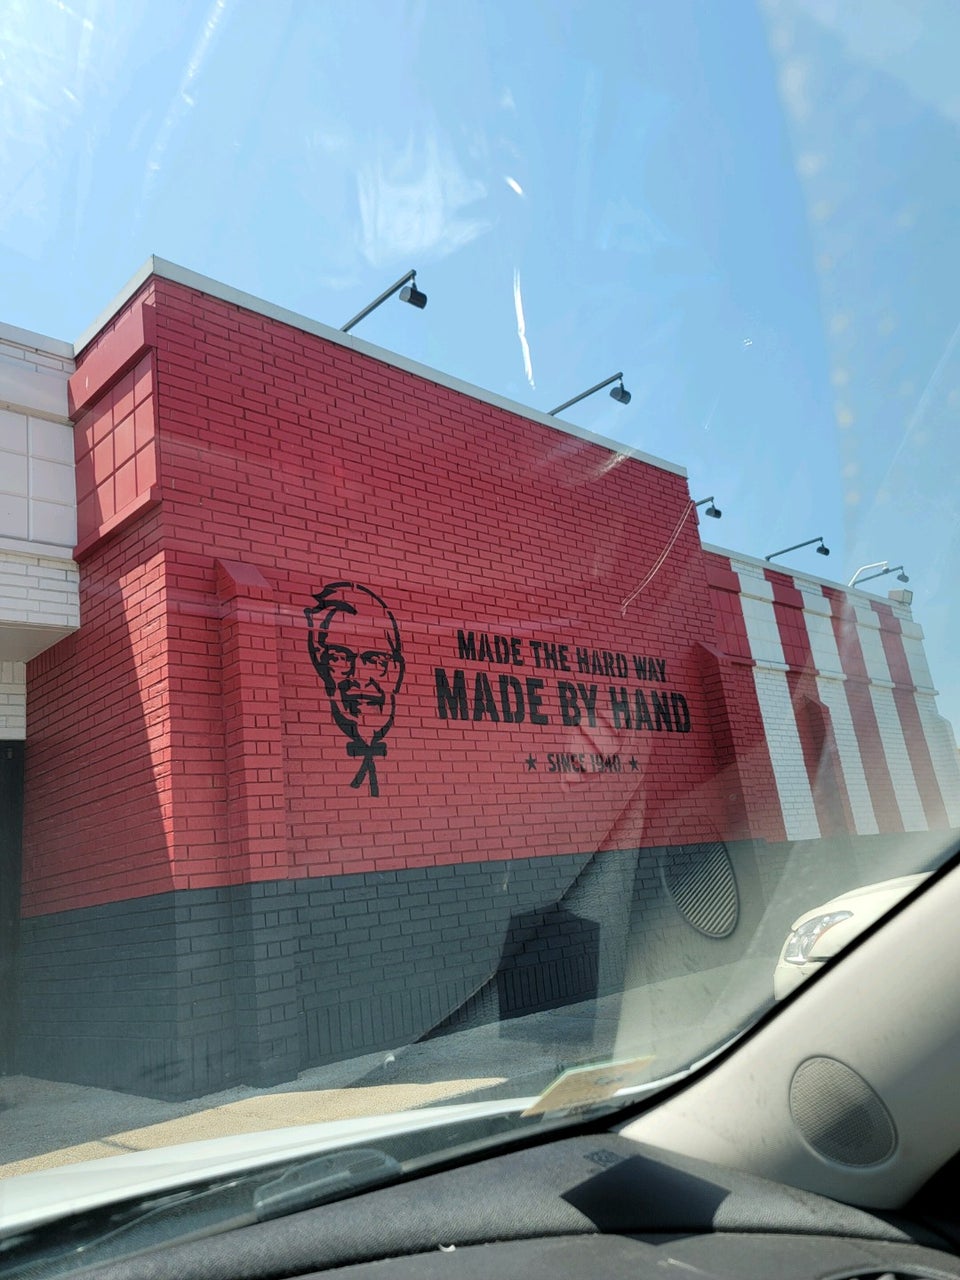 MADE THE HARD WAY
MADE BY HAND
★ SINCE 1940 ★